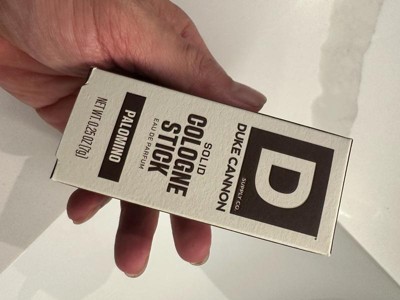 D
DUKE CANNON
SUPPLY CO.
SOLID
COLOGNE
STICK
EAU DE PARFUM
PALOMINO
NET WT. 0.25 OZ (7g)